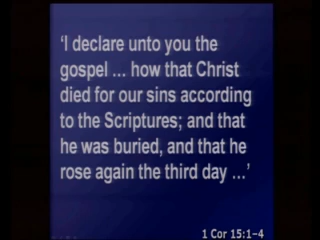 ‘I declare unto you the
gospel … how that Christ
died for our sins according
to the Scriptures; and that
he was buried, and that he
rose again the third day …’
1 Cor 15:1–4